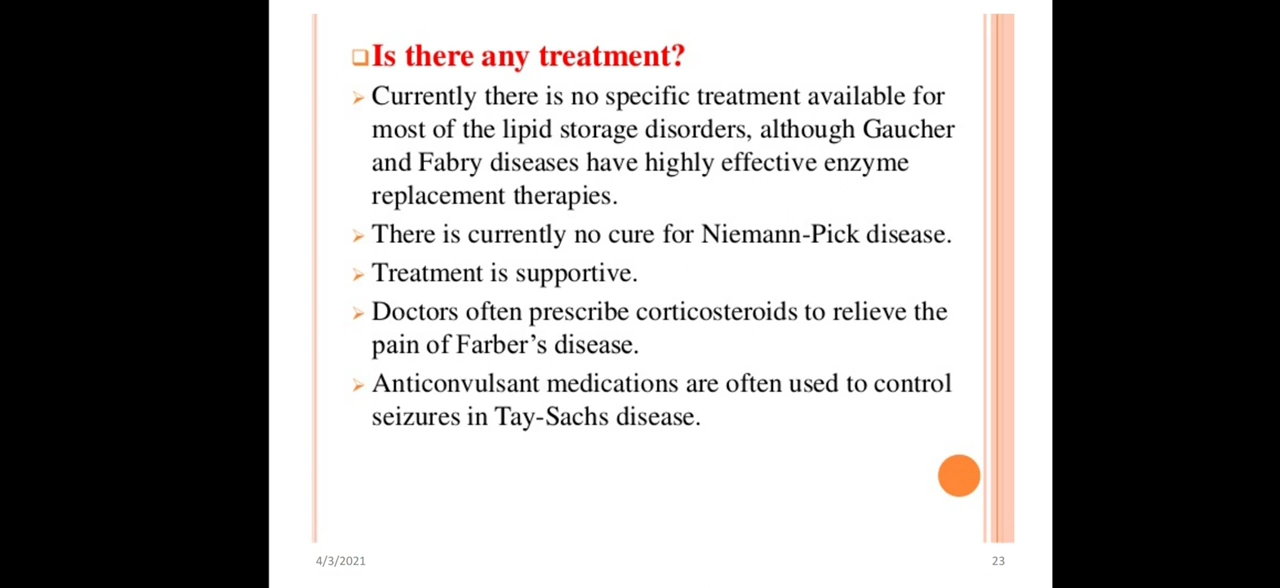 ❑Is there any treatment?
➢ Currently there is no specific treatment available for
most of the lipid storage disorders, although Gaucher
and Fabry diseases have highly effective enzyme
replacement therapies.
➢ There is currently no cure for Niemann-Pick disease.
➢ Treatment is supportive.
➢ Doctors often prescribe corticosteroids to relieve the
pain of Farber’s disease.
➢ Anticonvulsant medications are often used to control
seizures in Tay-Sachs disease.
4/3/2021
23